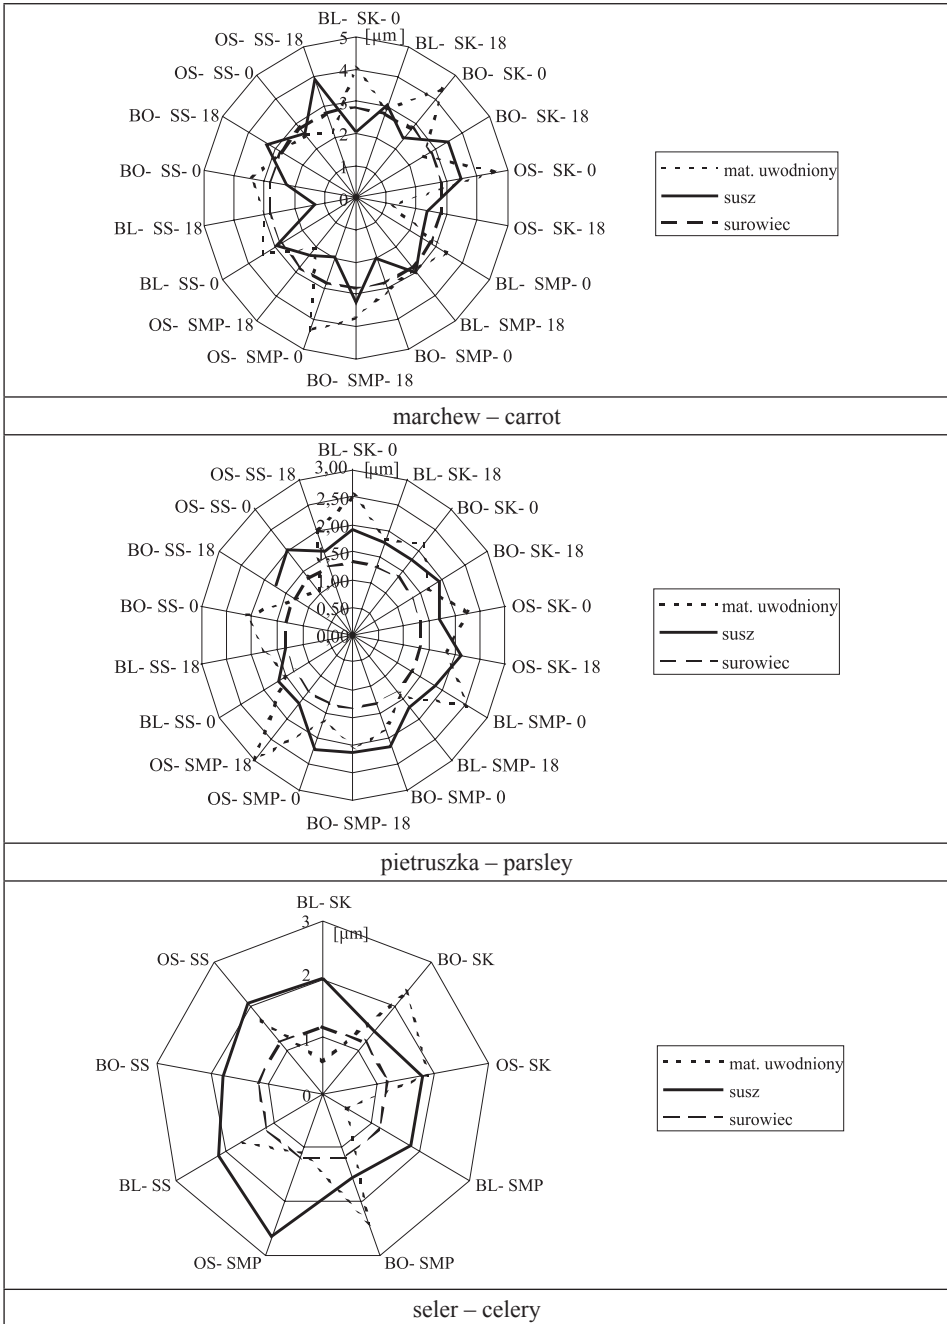 BL- SK- 0
OS- SS- 18
5
[μm]
BL- SK- 18
OS- SS- 0
4
BO- SK- 0
BO- SS- 18
3
BO- SK- 18
2
BO- SS- 0
1
OS- SK- 0
0
BL- SS- 18
OS- SK- 18
BL- SS- 0
BL- SMP- 0
OS- SMP- 18
BL- SMP- 18
OS- SMP- 0
BO- SMP- 0
BO- SMP- 18
mat. uwodniony
susz
surowiec
marchew – carrot
BL- SK- 0
3,00
[μm]
OS- SS- 18
BL- SK- 18
2,50
OS- SS- 0
BO- SK- 0
2,00
BO- SS- 18
1,50
BO- SK- 18
1,00
BO- SS- 0
0,50
OS- SK- 0
0,00
BL- SS- 18
OS- SK- 18
BL- SS- 0
BL- SMP- 0
OS- SMP- 18
BL- SMP- 18
OS- SMP- 0
BO- SMP- 0
BO- SMP- 18
mat. uwodniony
susz
surowiec
pietruszka – parsley
BL- SK
3
[μm]
OS- SS
BO- SK
2
BO- SS
1
OS- SK
0
BL- SS
BL- SMP
OS- SMP
BO- SMP
mat. uwodniony
susz
surowiec
seler – celery